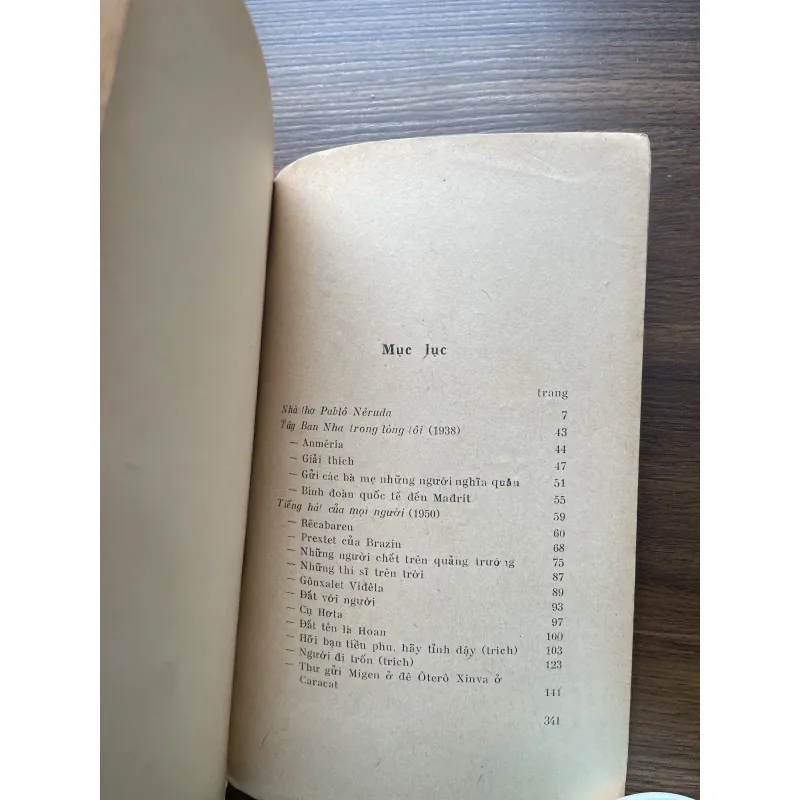 Mục lục
trang
Nhà thơ Pablô Nêruda 7
Tây Ban Nha trong lòng tôi (1938) 43
— Anmêria 44
— Giải thích 47
— Gửi các bà mẹ những người nghĩa quân 51
— Binh đoàn quốc tế đến Mađrit 55
Tiếng hát của mọi người (1950) 59
— Rêcabaren 60
— Prextet của Brazin 68
— Những người chết trên quảng trường 75
— Những thi sĩ trên trời 87
— Gônxalet Viđêla 89
— Đất với người 93
— Cụ Hota 97
— Đất tên là Hoan 100
— Hỡi bạn tiều phu, hãy tỉnh dậy (trích) 103
— Người đi trốn (trích) 123
— Thư gửi Migen ở đê Ôterô Xinva ở
Caracat 141
341